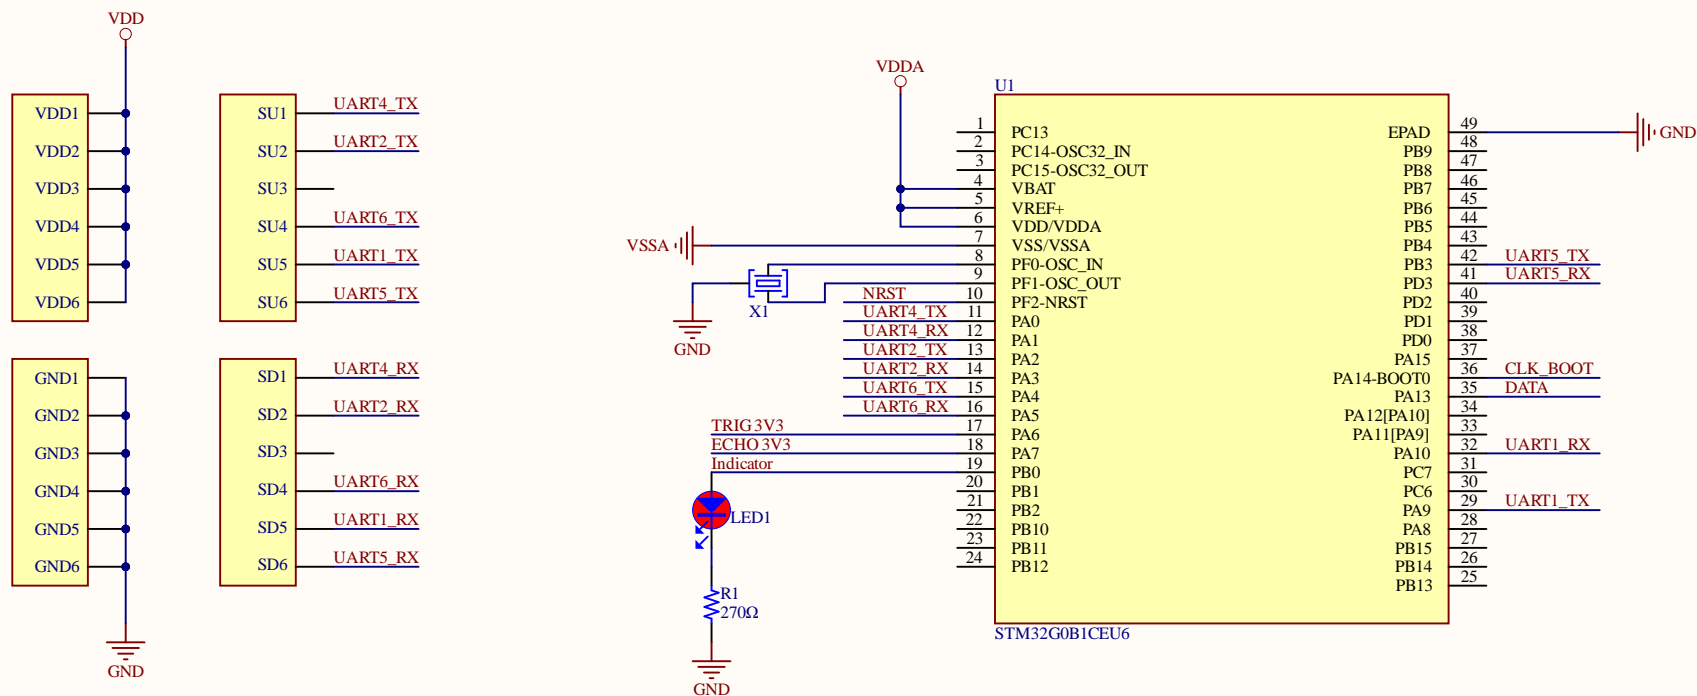 VDD
VDD1
VDD2
VDD3
VDD4
VDD5
VDD6
GND1
GND2
GND3
GND4
GND5
GND6
GND
SU1 UART4_TX
SU2 UART2_TX
SU3
SU4 UART6_TX
SU5 UART1_TX
SU6 UART5_TX
SD1 UART4_RX
SD2 UART2_RX
SD3
SD4 UART6_RX
SD5 UART1_RX
SD6 UART5_RX
VDDA
VSSA
X1
GND
U1
1 PC13
2 PC14-OSC32_IN
3 PC15-OSC32_OUT
4 VBAT
5 VREF+
6 VDD/VDDA
7 VSS/VSSA
8 PF0-OSC_IN
9 PF1-OSC_OUT
NRST 10 PF2-NRST
UART4_TX 11 PA0
UART4_RX 12 PA1
UART2_TX 13 PA2
UART2_RX 14 PA3
UART6_TX 15 PA4
UART6_RX 16 PA5
TRIG 3V3 17 PA6
ECHO 3V3 18 PA7
Indicator 19 PB0
20 PB1
21 PB2
22 PB10
23 PB11
24 PB12
LED1
R1
270Ω
GND
EPAD 49 GND
PB9 48
PB8 47
PB7 46
PB6 45
PB5 44
PB4 43
PB3 42 UART5_TX
PD3 41 UART5_RX
PD2 40
PD1 39
PD0 38
PA15 37
PA14-BOOT0 36 CLK_BOOT
PA13 35 DATA
PA12[PA10] 34
PA11[PA9] 33
PA10 32 UART1_RX
PC7 31
PC6 30
PA9 29 UART1_TX
PA8 28
PB15 27
PB14 26
PB13 25
STM32G0B1CEU6